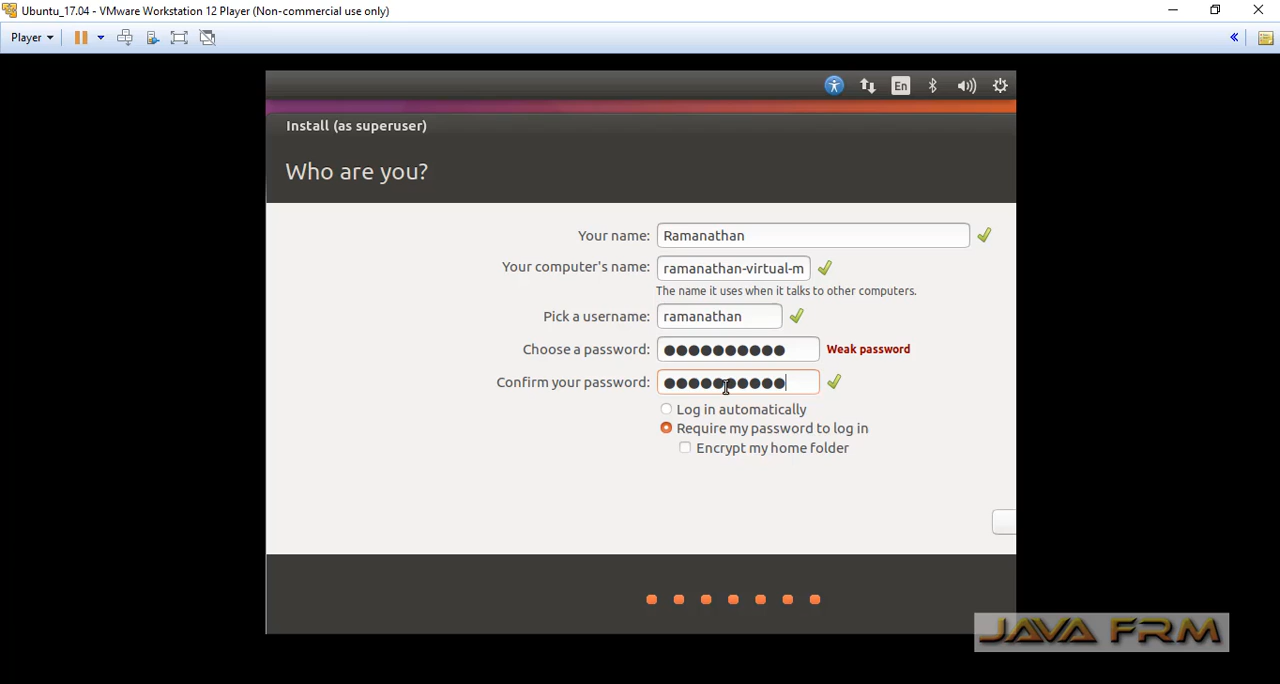 Ubuntu_17.04 - VMware Workstation 12 Player (Non-commercial use only)
Player
En
Install (as superuser)
Who are you?
Your name: Ramanathan
Your computer's name: ramanathan-virtual-m
The name it uses when it talks to other computers.
Pick a username: ramanathan
Choose a password: ●●●●●●●●●● Weak password
Confirm your password: ●●●●●●●●●●
Log in automatically
Require my password to log in
Encrypt my home folder
JAVA FRM